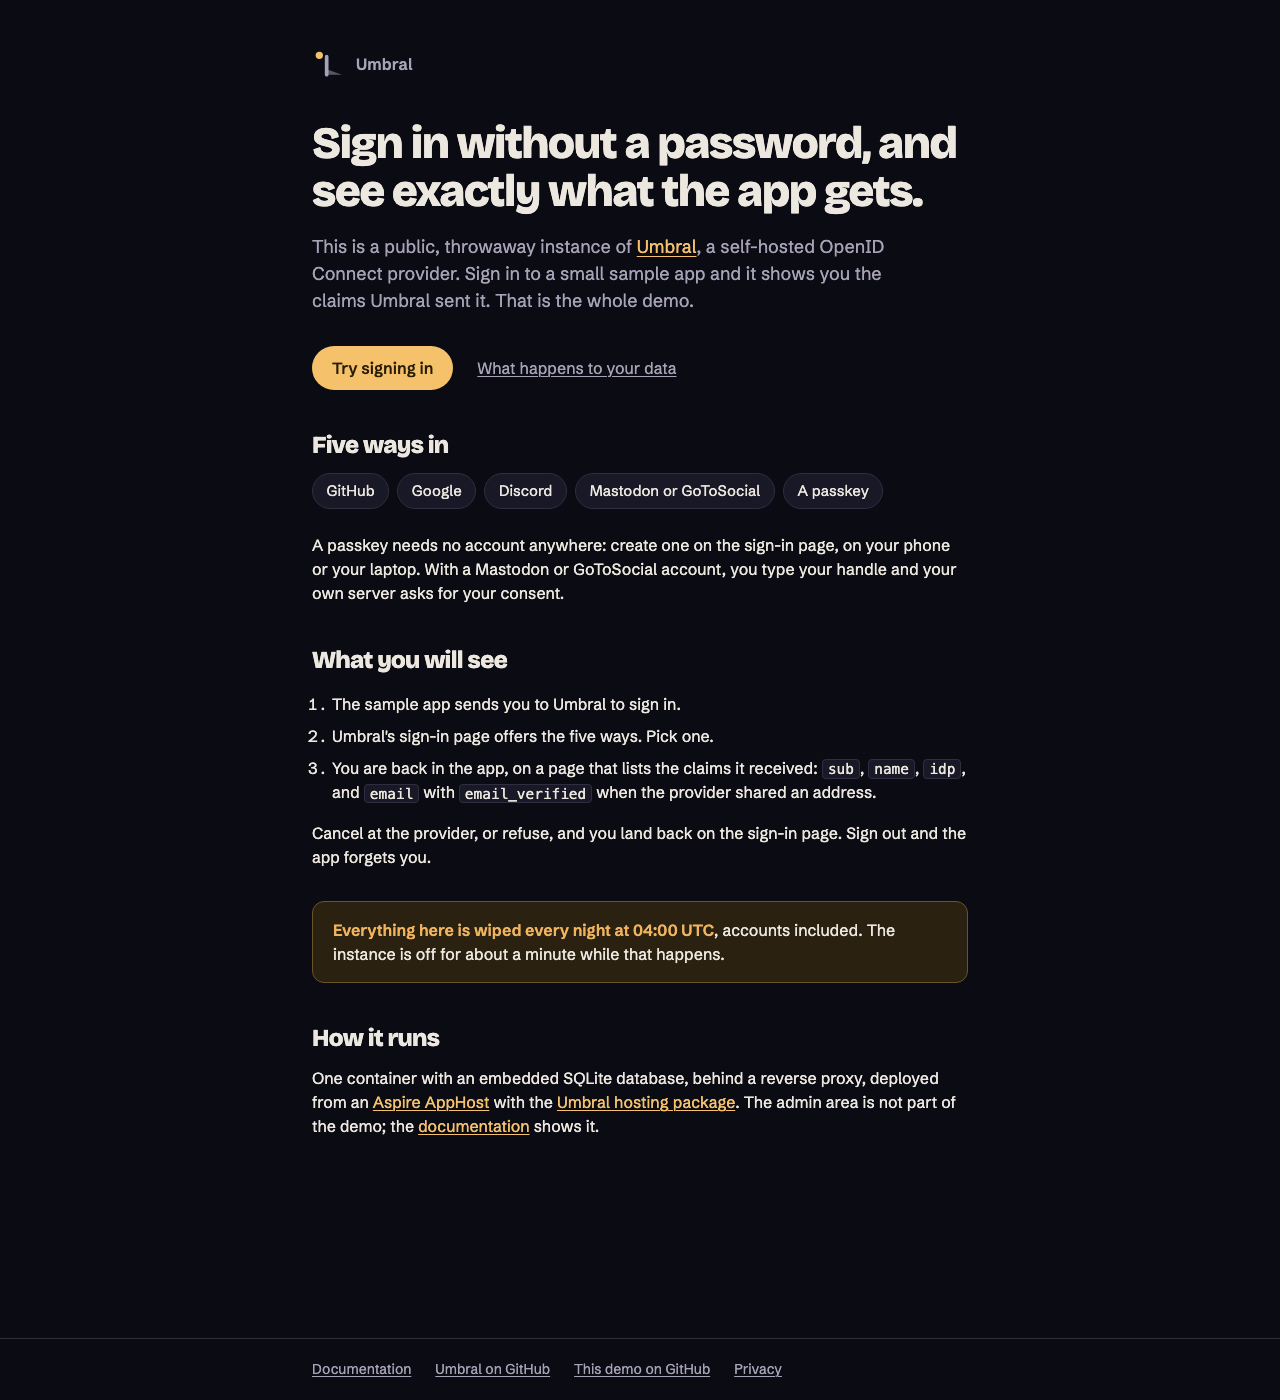 Umbral
Sign in without a password, and
see exactly what the app gets.
This is a public, throwaway instance of Umbral, a self-hosted OpenID
Connect provider. Sign in to a small sample app and it shows you the
claims Umbral sent it. That is the whole demo.
Try signing in What happens to your data
Five ways in
GitHub Google Discord Mastodon or GoToSocial A passkey
A passkey needs no account anywhere: create one on the sign-in page, on your phone
or your laptop. With a Mastodon or GoToSocial account, you type your handle and your
own server asks for your consent.
What you will see
1. The sample app sends you to Umbral to sign in.
2. Umbral's sign-in page offers the five ways. Pick one.
3. You are back in the app, on a page that lists the claims it received: sub, name, idp,
and email with email_verified when the provider shared an address.
Cancel at the provider, or refuse, and you land back on the sign-in page. Sign out and the
app forgets you.
Everything here is wiped every night at 04:00 UTC, accounts included. The
instance is off for about a minute while that happens.
How it runs
One container with an embedded SQLite database, behind a reverse proxy, deployed
from an Aspire AppHost with the Umbral hosting package. The admin area is not part of
the demo; the documentation shows it.
Documentation Umbral on GitHub This demo on GitHub Privacy